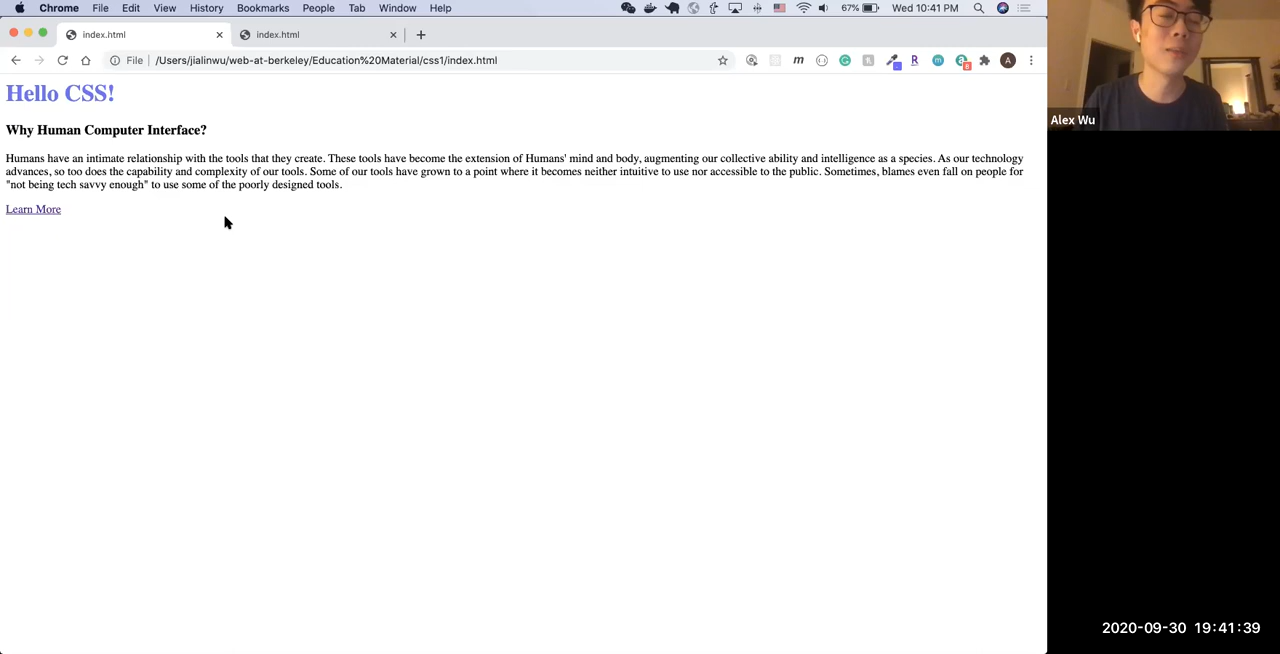 Chrome File Edit View History Bookmarks People Tab Window Help 67% Wed 10:41 PM
index.html index.html
File /Users/jialinwu/web-at-berkeley/Education%20Material/css1/index.html
Hello CSS!
Why Human Computer Interface?
Humans have an intimate relationship with the tools that they create. These tools have become the extension of Humans' mind and body, augmenting our collective ability and intelligence as a species. As our technology
advances, so too does the capability and complexity of our tools. Some of our tools have grown to a point where it becomes neither intuitive to use nor accessible to the public. Sometimes, blames even fall on people for
"not being tech savvy enough" to use some of the poorly designed tools.
Learn More
Alex Wu
2020-09-30 19:41:39